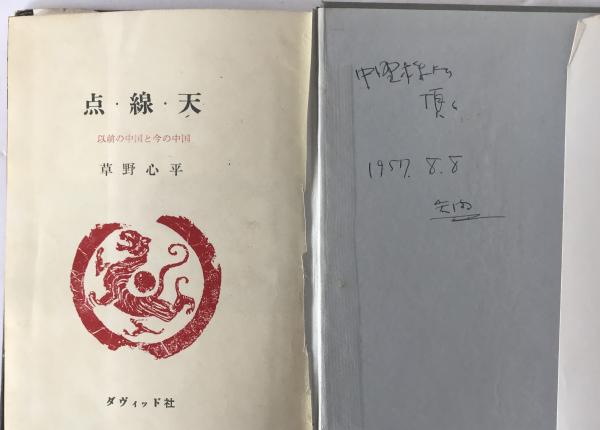 点・線・天
以前の中国と今の中国
草野心平
ダヴィッド社
頂く
1957. 8. 8